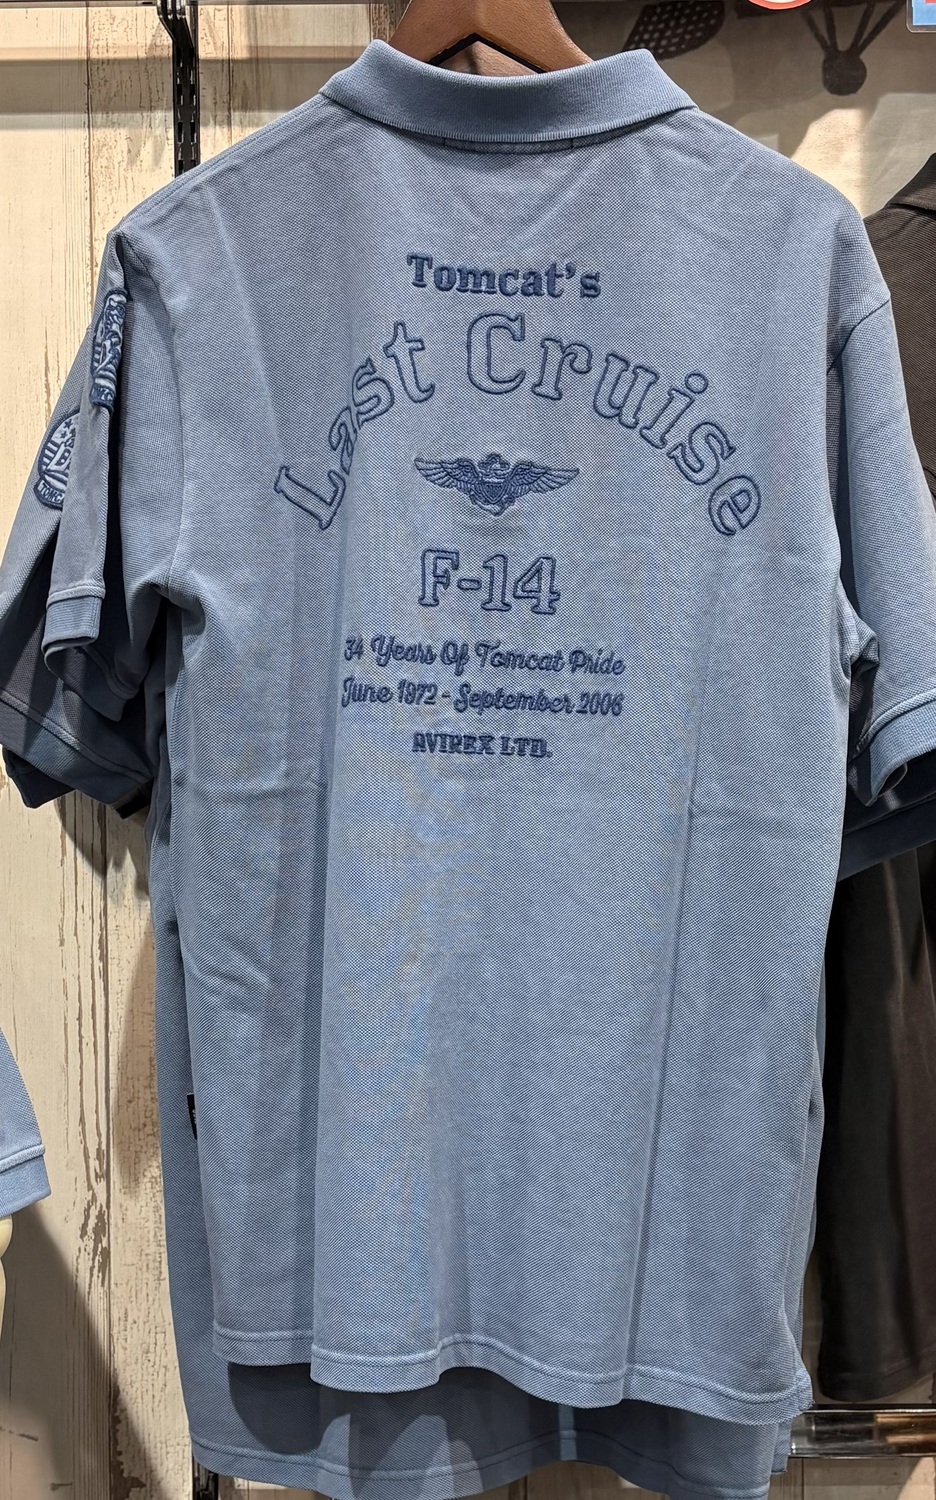 Tomcat's
Last Cruise
F-14
34 Years Of Tomcat Pride
June 1972 - September 2006
AVIREX LTD.